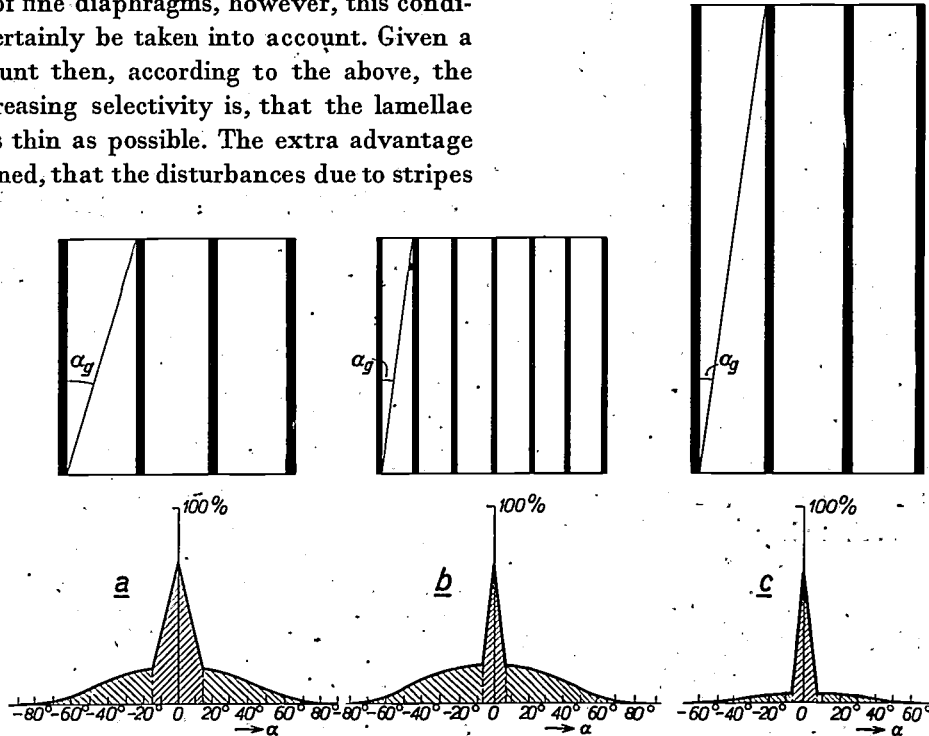 of fine diaphragms, however, this condi-
ertainly be taken into account. Given a
unt then, according to the above, the
reasing selectivity is, that the lamellae
s thin as possible. The extra advantage
ned, that the disturbances due to stripes
αg
αg
αg
100%
100%
100%
a
b
c
-80° -60° -40° -20° 0 20° 40° 60° 80°
→α
-80° -60° -40° -20° 0 20° 40° 60° 80°
→α
-60° -40° -20° 0 20° 40° 60°
→α